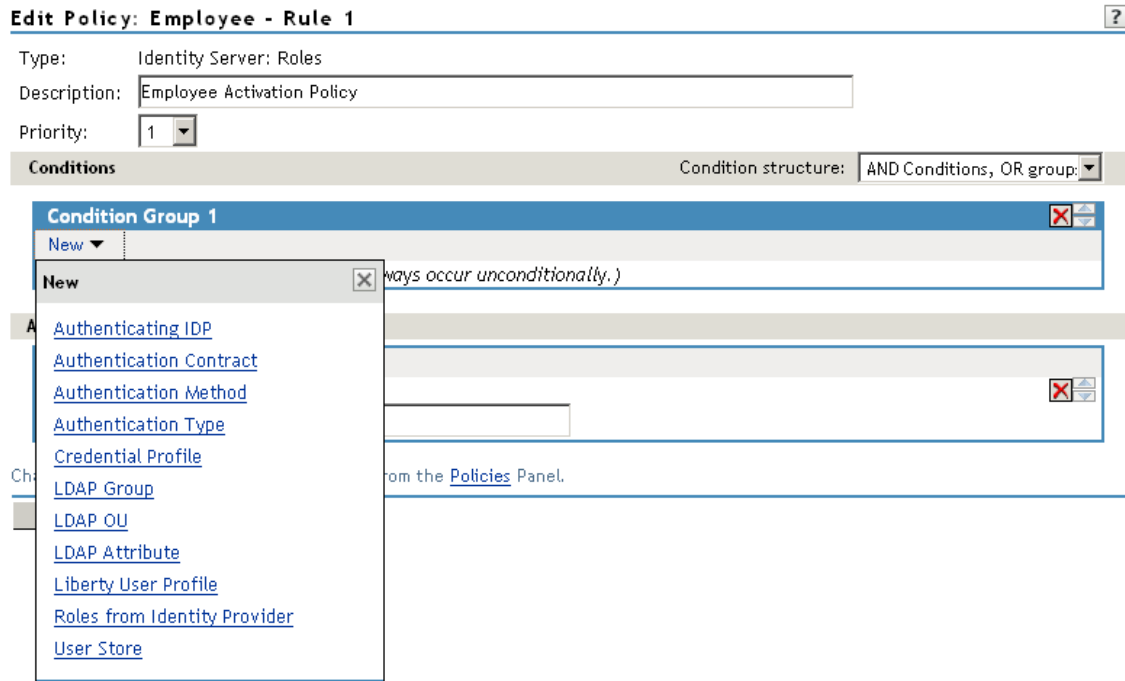 Edit Policy: Employee - Rule 1 ?
Type: Identity Server: Roles
Description: Employee Activation Policy
Priority: 1
Conditions Condition structure: AND Conditions, OR group
Condition Group 1
New
New ways occur unconditionally.)
A
Authenticating IDP
Authentication Contract
Authentication Method
Authentication Type
Credential Profile
Ch om the Policies Panel.
LDAP Group
LDAP OU
LDAP Attribute
Liberty User Profile
Roles from Identity Provider
User Store